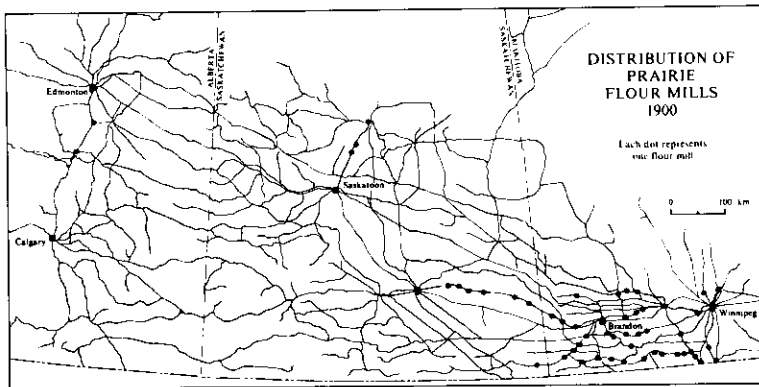 DISTRIBUTION OF
PRAIRIE
FLOUR MILLS
1900
Each dot represents
one flour mill
0 100 km
ALBERTA
SASKATCHEWAN
MANITOBA
SASKATCHEWAN
Edmonton
Saskatoon
Calgary
Brandon
Winnipeg